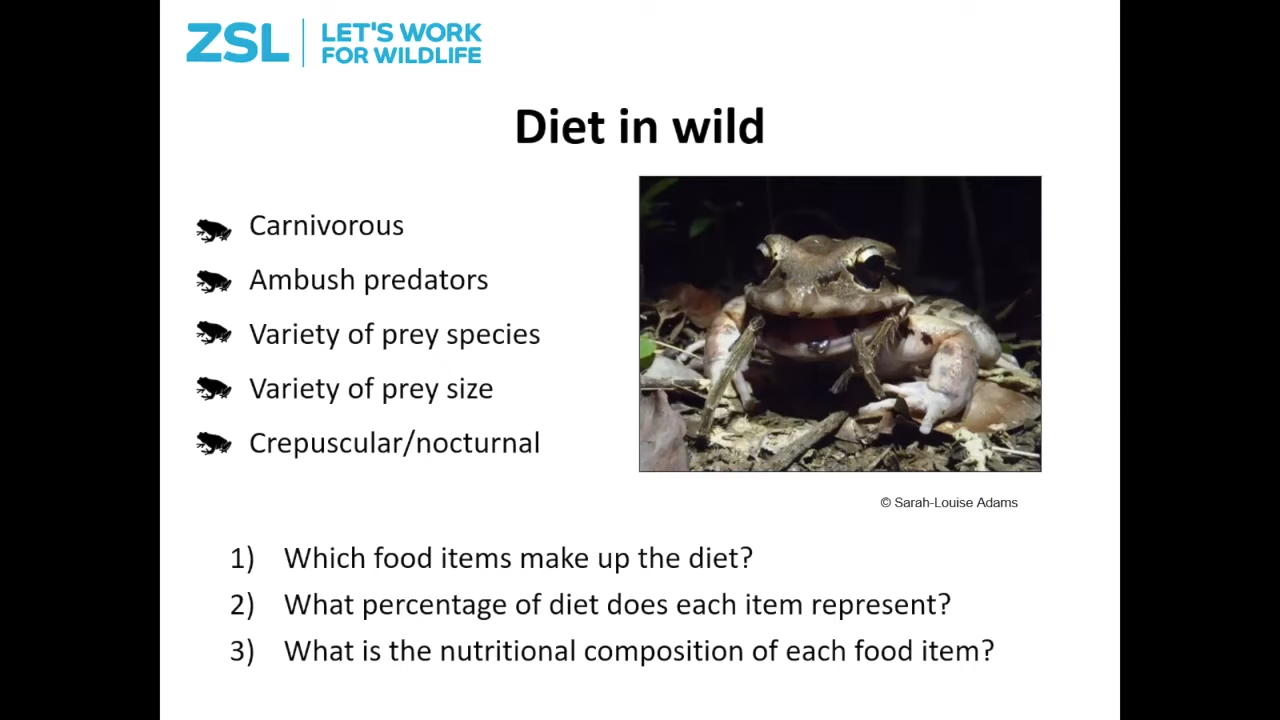 ZSL
LET'S WORK
FOR WILDLIFE
Diet in wild
Carnivorous
Ambush predators
Variety of prey species
Variety of prey size
Crepuscular/nocturnal
© Sarah-Louise Adams
1) Which food items make up the diet?
2) What percentage of diet does each item represent?
3) What is the nutritional composition of each food item?